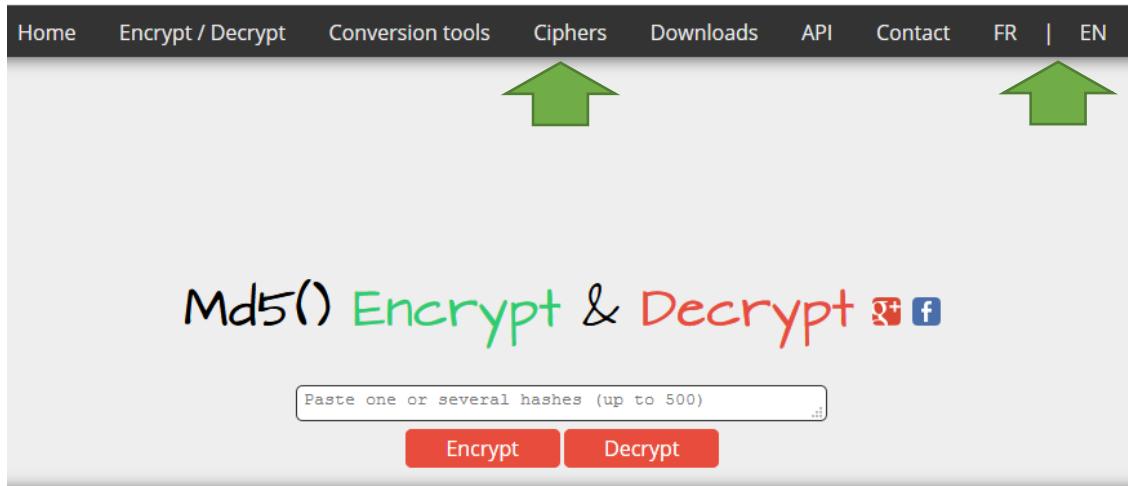 Home Encrypt / Decrypt Conversion tools Ciphers Downloads API Contact FR | EN
Md5() Encrypt & Decrypt g+ f
Paste one or several hashes (up to 500)
Encrypt Decrypt